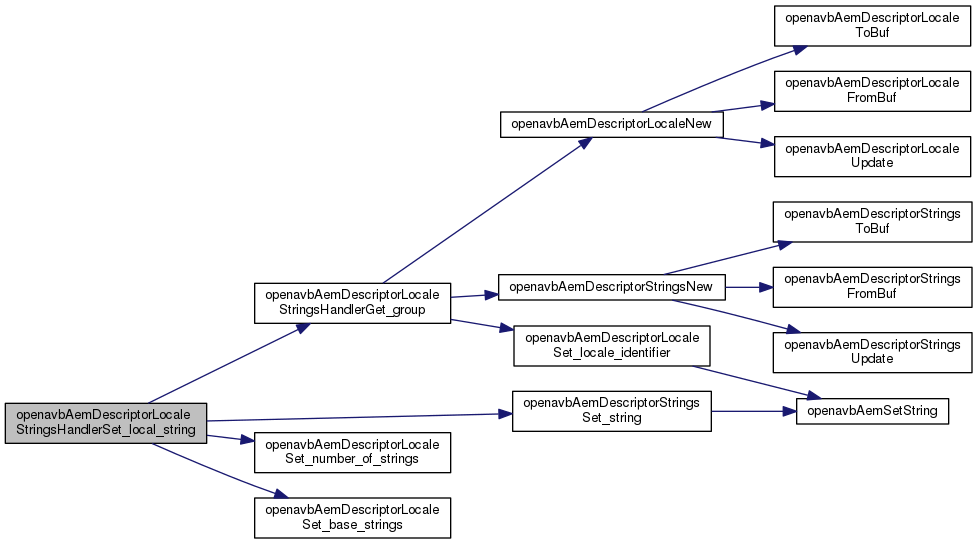 openavbAemDescriptorLocale
ToBuf
openavbAemDescriptorLocale
FromBuf
openavbAemDescriptorLocaleNew
openavbAemDescriptorLocale
Update
openavbAemDescriptorStrings
ToBuf
openavbAemDescriptorStringsNew
openavbAemDescriptorStrings
FromBuf
openavbAemDescriptorLocale
StringsHandlerGet_group
openavbAemDescriptorLocale
Set_locale_identifier
openavbAemDescriptorStrings
Update
openavbAemDescriptorLocale
StringsHandlerSet_local_string
openavbAemDescriptorStrings
Set_string
openavbAemSetString
openavbAemDescriptorLocale
Set_number_of_strings
openavbAemDescriptorLocale
Set_base_strings